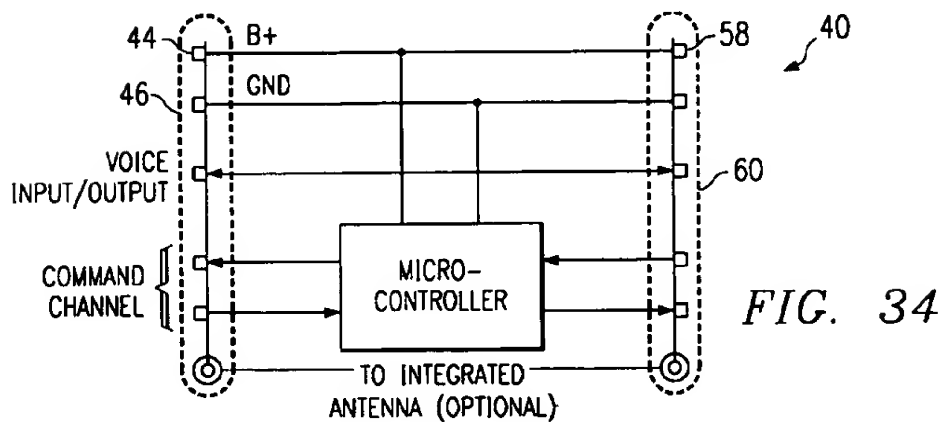 44
B+
58
40
46
GND
VOICE
INPUT/OUTPUT
60
COMMAND
CHANNEL
MICRO-
CONTROLLER
FIG. 34
TO INTEGRATED
ANTENNA (OPTIONAL)